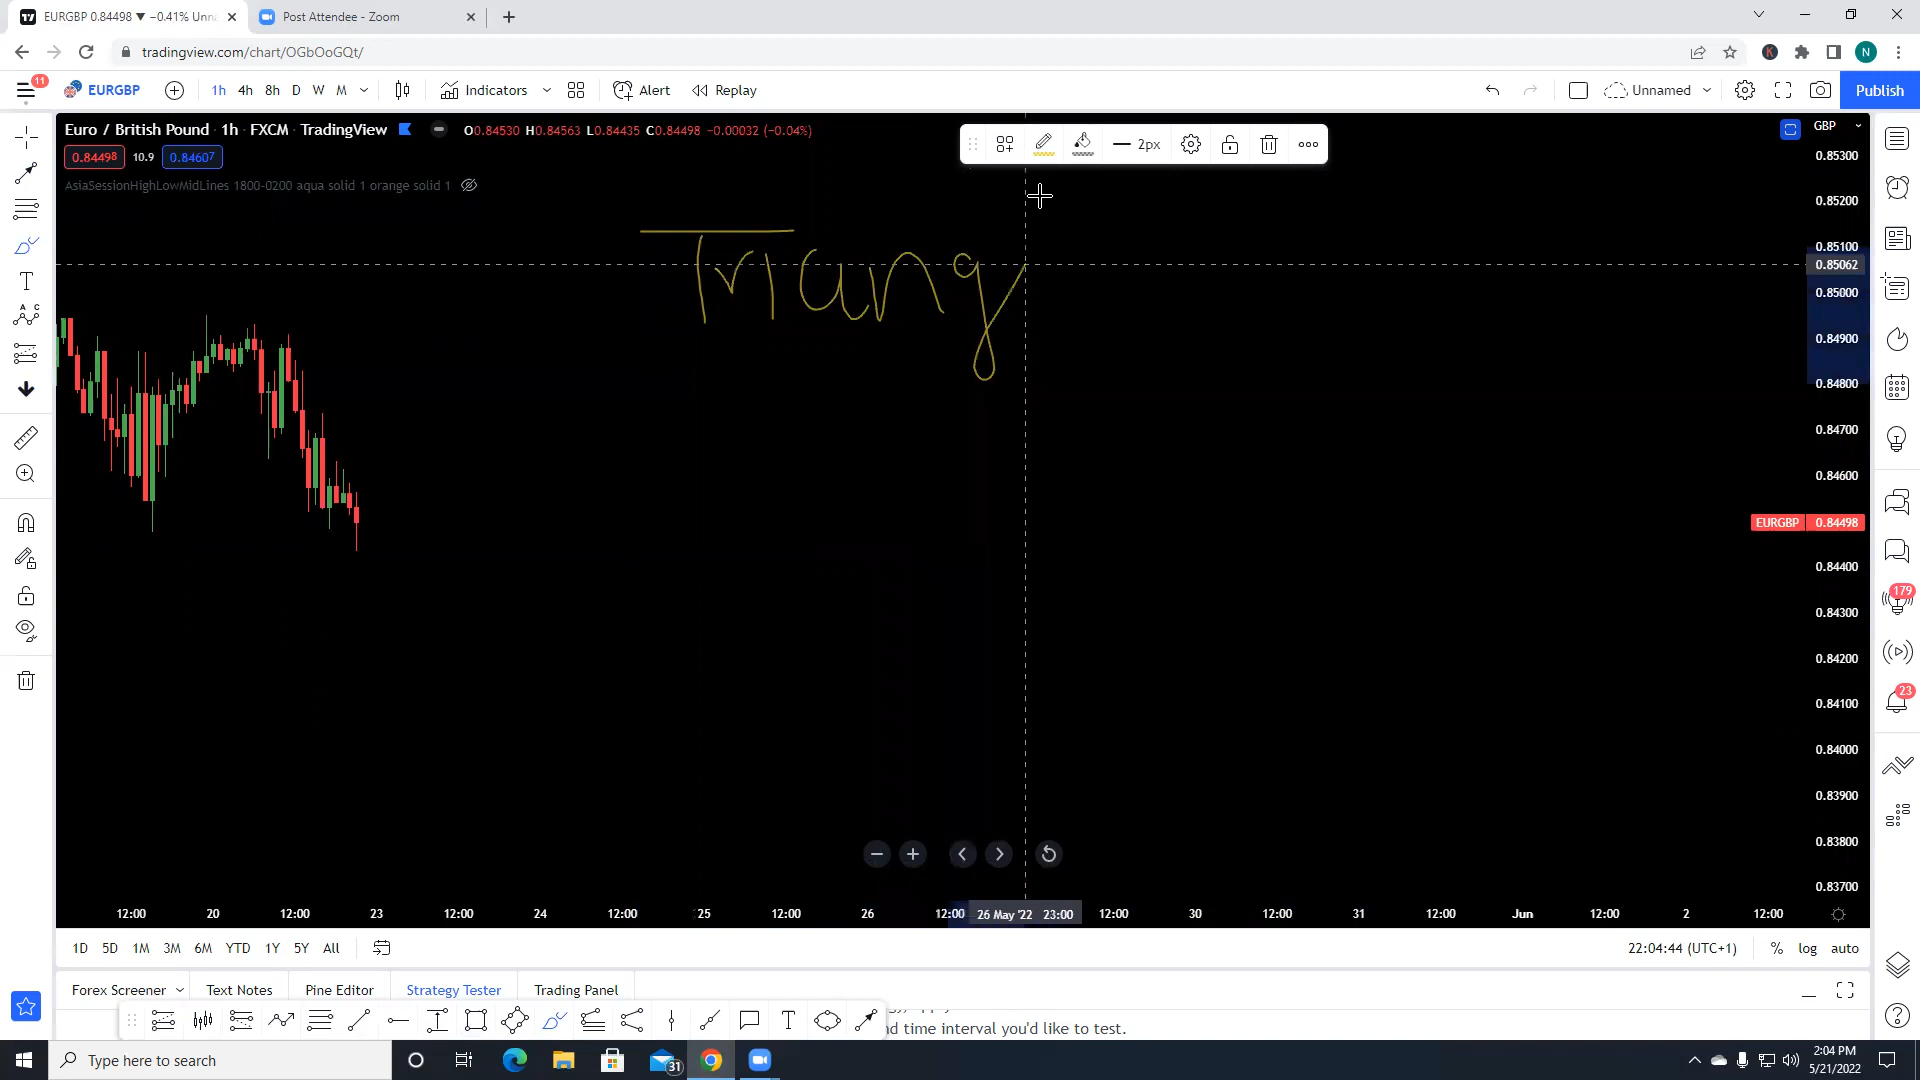 EURGBP 0.84498 ▼ −0.41% Unn
Post Attendee - Zoom
tradingview.com/chart/OGbOoGQt/
N
11
EURGBP
1h 4h 8h D W M
Indicators
Alert
Replay
Unnamed
Publish
Euro / British Pound · 1h · FXCM · TradingView
O0.84530 H0.84563 L0.84435 C0.84498 −0.00032 (−0.04%)
0.84498 10.9 0.84607
AsiaSessionHighLowMidLines 1800-0200 aqua solid 1 orange solid 1
2px
GBP
0.85300
0.85200
0.85100
0.85062
0.85000
0.84900
0.84800
0.84700
0.84600
EURGBP 0.84498
0.84400
0.84300
0.84200
0.84100
0.84000
0.83900
0.83800
0.83700
Triang
179
23
12:00 20 12:00 23 12:00 24 12:00 25 12:00 26 12:00 26 May '22 23:00 12:00 30 12:00 31 12:00 Jun 12:00 2 12:00
1D 5D 1M 3M 6M YTD 1Y 5Y All
22:04:44 (UTC+1) % log auto
Forex Screener Text Notes Pine Editor Strategy Tester Trading Panel
nd time interval you'd like to test.
Type here to search
31
2:04 PM
5/21/2022